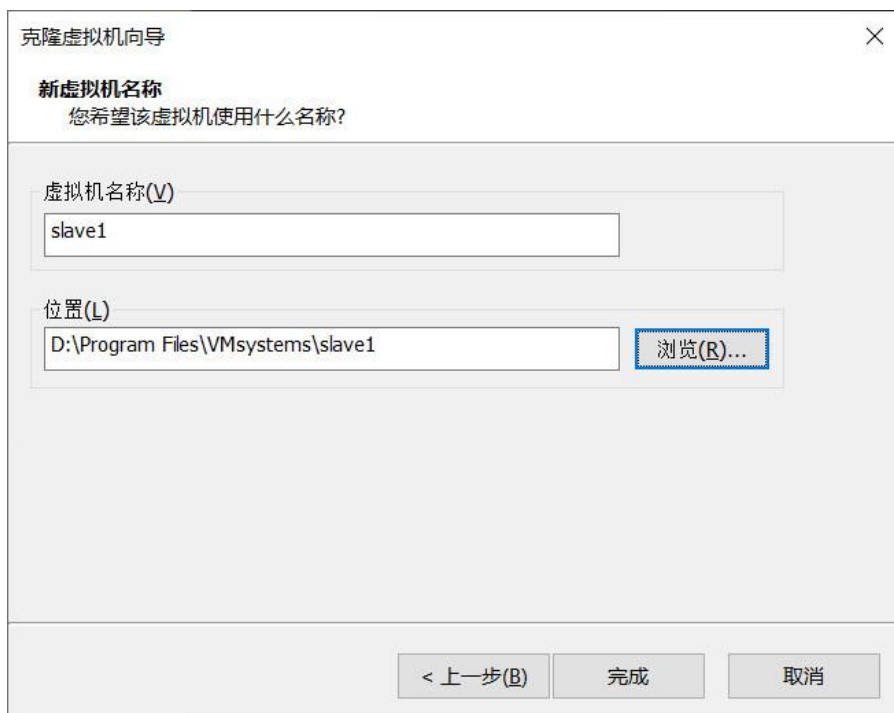 克隆虚拟机向导
新虚拟机名称
您希望该虚拟机使用什么名称?
虚拟机名称(V)
slave1
位置(L)
D:\Program Files\VMsystems\slave1
浏览(R)...
< 上一步(B)
完成
取消